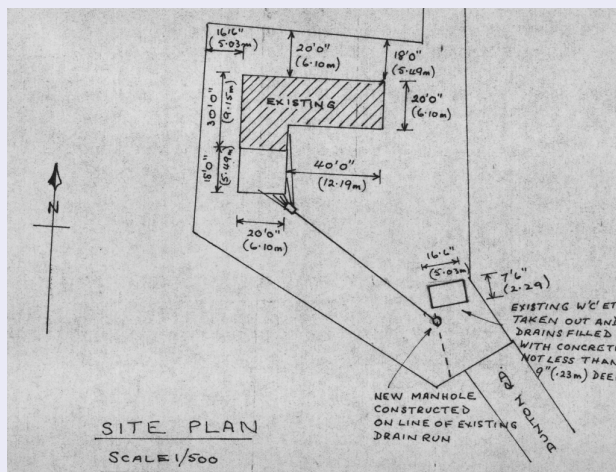 16'6"
(5.03m)
20'0"
(6.10m)
18'0"
(5.49m)
EXISTING
20'0"
(6.10m)
30'0"
(9.15m)
18'0"
(5.49m)
40'0"
(12.19m)
20'0"
(6.10m)
N
16.6"
(5.03m)
7'6"
(2.29)
EXISTING W'C' ET
TAKEN OUT AND
DRAINS FILLED
WITH CONCRETE
NOT LESS THAN
9"(.23m) DEE
NEW MANHOLE
CONSTRUCTED
ON LINE OF EXISTING
DRAIN RUN
DUNTON RD.
SITE PLAN
SCALE 1/500